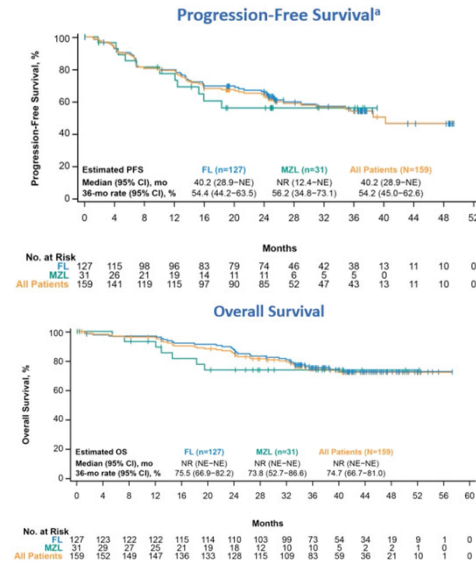 Progression-Free Survivalª
Progression-Free Survival, %
100
80
60
40
20
0
Estimated PFS FL (n=127) MZL (n=31) All Patients (N=159)
Median (95% CI), mo 40.2 (28.9–NE) NR (12.4–NE) 40.2 (28.9–NE)
36-mo rate (95% CI), % 54.4 (44.2–63.5) 56.2 (34.8–73.1) 54.2 (45.0–62.6)
0 4 8 12 16 20 24 28 32 36 40 44 48 52
Months
No. at Risk
FL 127 115 98 96 83 79 74 46 42 38 13 11 10 0
MZL 31 26 21 19 14 11 11 6 5 5 0
All Patients 159 141 119 115 97 90 85 52 47 43 13 11 10 0
Overall Survival
Overall Survival, %
100
80
60
40
20
0
Estimated OS FL (n=127) MZL (n=31) All Patients (N=159)
Median (95% CI), mo NR (NE–NE) NR (NE–NE) NR (NE–NE)
36-mo rate (95% CI), % 75.5 (66.9–82.2) 73.8 (52.7–86.6) 74.7 (66.7–81.0)
0 4 8 12 16 20 24 28 32 36 40 44 48 52 56 60
Months
No. at Risk
FL 127 123 122 122 115 114 110 103 99 73 54 34 19 9 1 0
MZL 31 29 27 25 21 19 18 12 10 10 5 2 2 1 0
All Patients 159 152 149 147 136 133 128 115 109 83 59 36 21 10 1 0